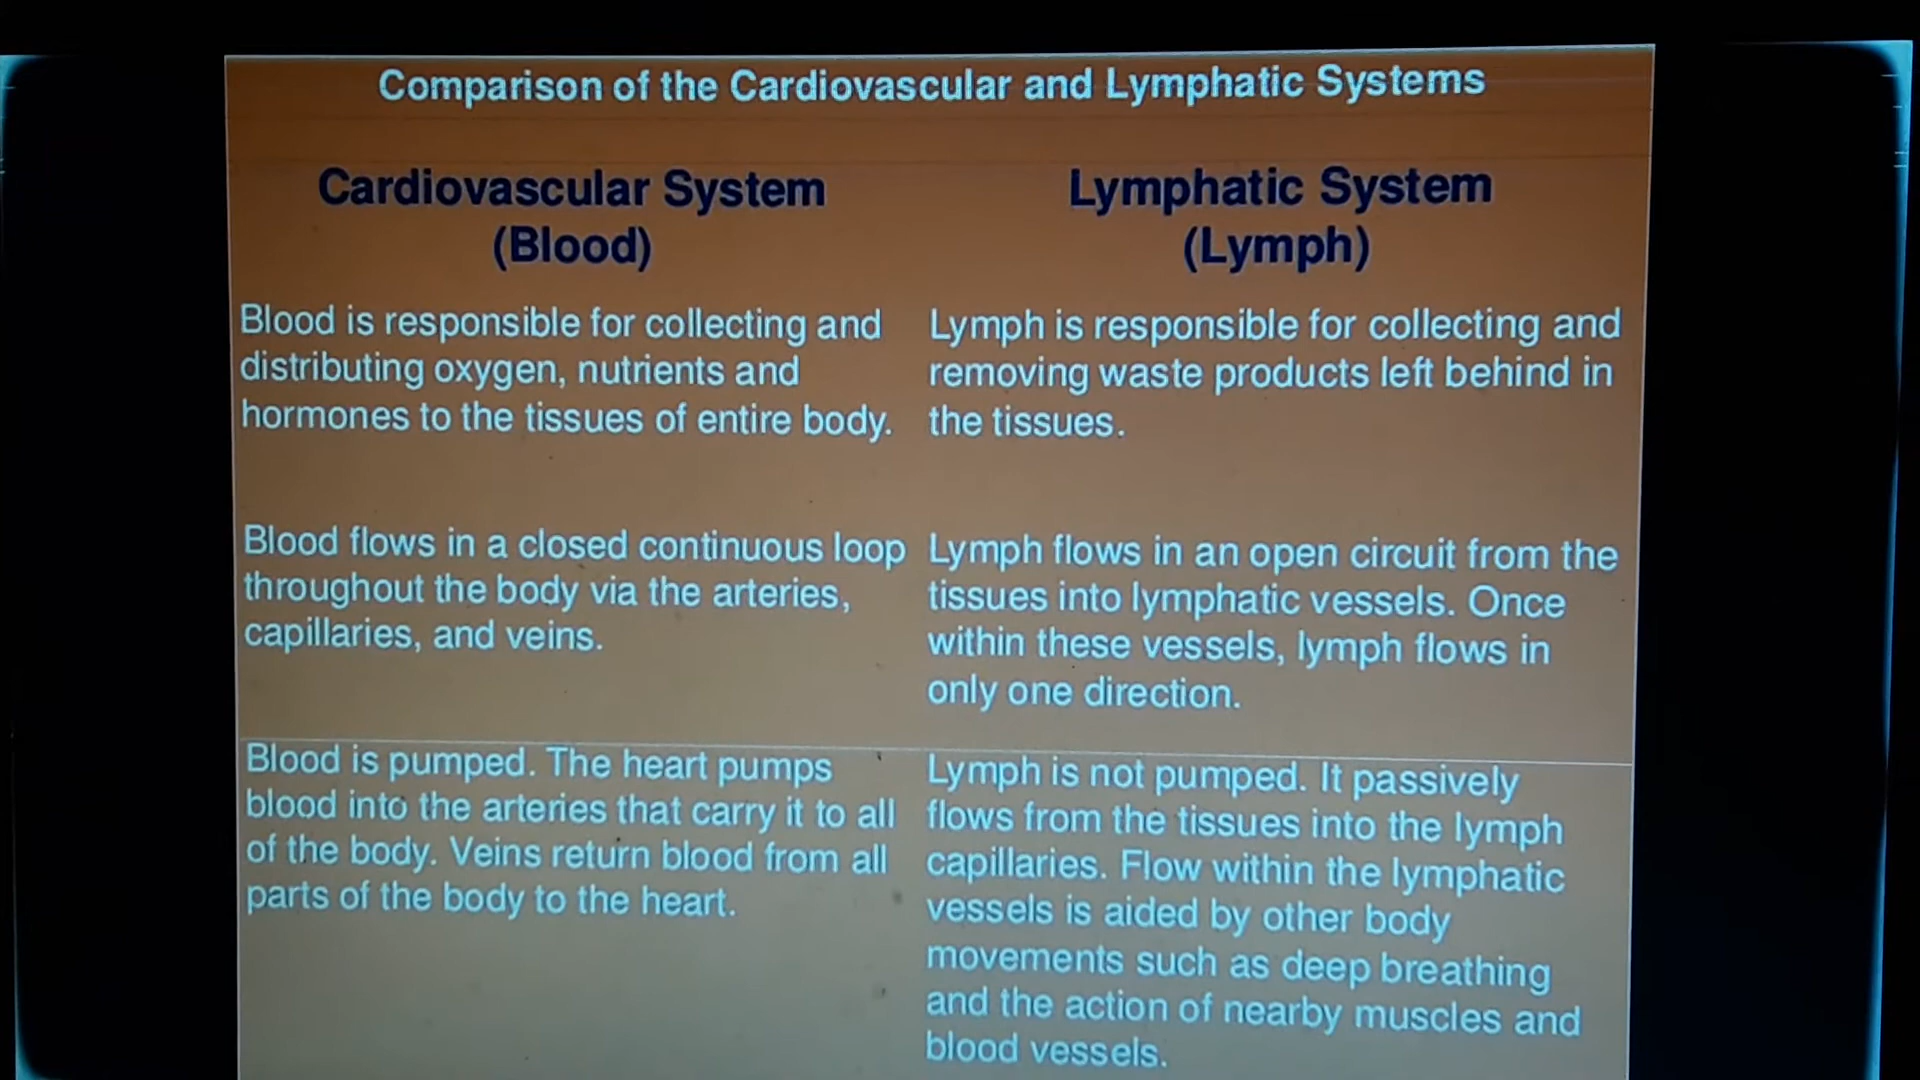 Comparison of the Cardiovascular and Lymphatic Systems
Cardiovascular System
(Blood)
Blood is responsible for collecting and
distributing oxygen, nutrients and
hormones to the tissues of entire body.
Blood flows in a closed continuous loop
throughout the body via the arteries,
capillaries, and veins.
Blood is pumped. The heart pumps
blood into the arteries that carry it to all
of the body. Veins return blood from all
parts of the body to the heart.
Lymphatic System
(Lymph)
Lymph is responsible for collecting and
removing waste products left behind in
the tissues.
Lymph flows in an open circuit from the
tissues into lymphatic vessels. Once
within these vessels, lymph flows in
only one direction.
Lymph is not pumped. It passively
flows from the tissues into the lymph
capillaries. Flow within the lymphatic
vessels is aided by other body
movements such as deep breathing
and the action of nearby muscles and
blood vessels.